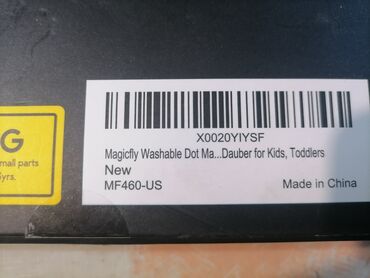 G
mall parts
yrs.
X0020YIYSF
Magicfly Washable Dot Ma...Dauber for Kids, Toddlers
New
MF460-US Made in China